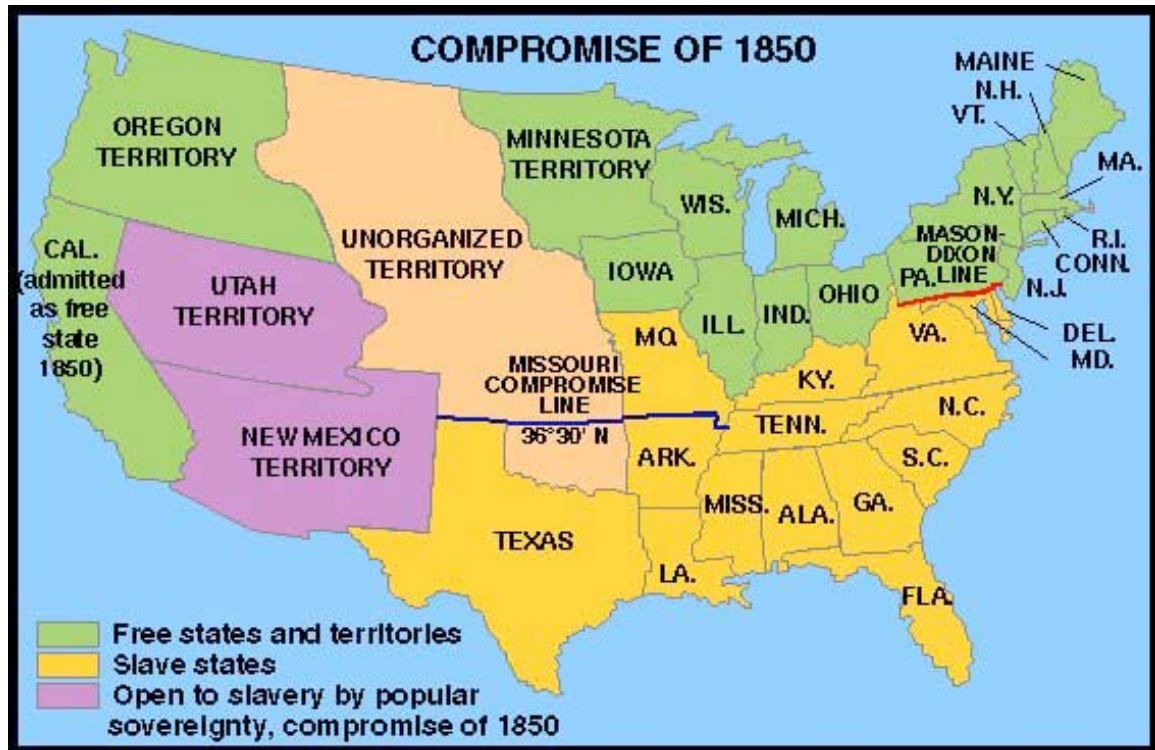 COMPROMISE OF 1850
MAINE
N.H.
VT.
MA.
OREGON
TERRITORY
MINNESOTA
TERRITORY
WIS.
MICH.
N.Y.
MASON-
DIXON
LINE
R.I.
CONN.
N.J.
PA.
DEL.
MD.
UNORGANIZED
TERRITORY
CAL.
(admitted
as free
state
1850)
UTAH
TERRITORY
IOWA
ILL.
IND.
OHIO
MO.
VA.
KY.
MISSOURI
COMPROMISE
LINE
36°30' N
NEW MEXICO
TERRITORY
TENN.
N.C.
ARK.
S.C.
MISS.
ALA.
GA.
TEXAS
LA.
FLA.
Free states and territories
Slave states
Open to slavery by popular
sovereignty, compromise of 1850